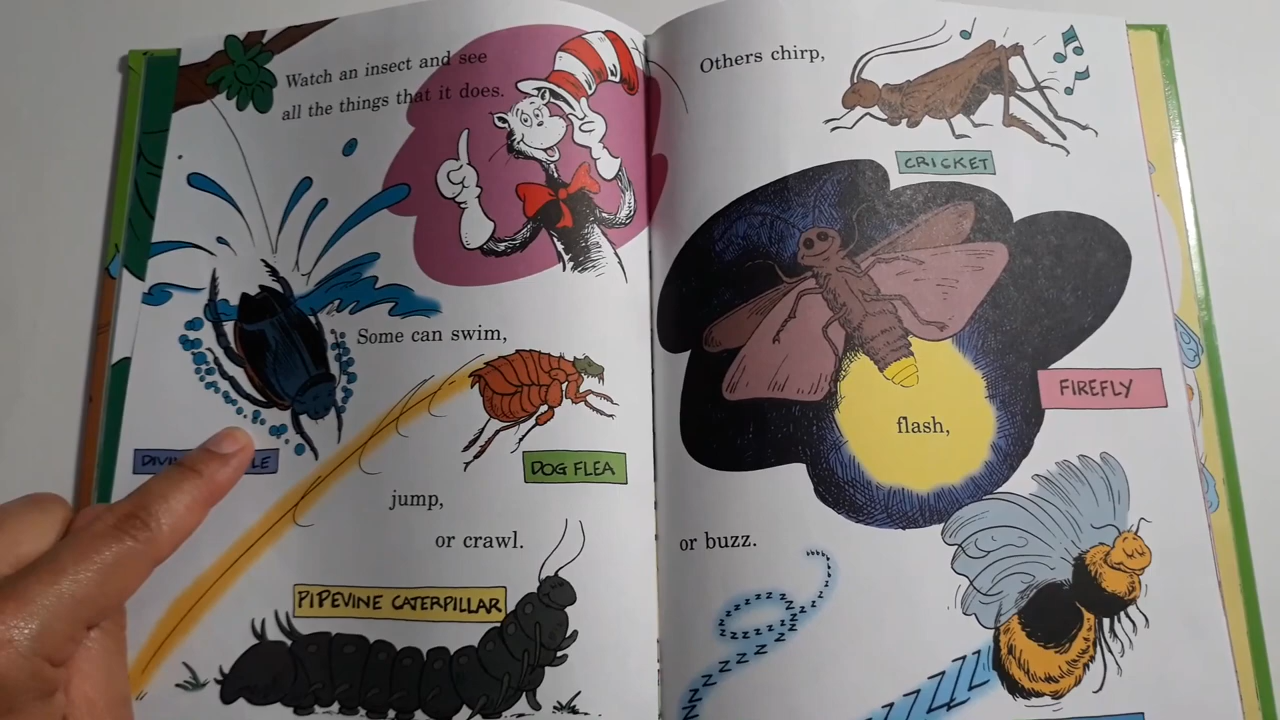 Watch an insect and see
all the things that it does.
Some can swim,
DOG FLEA
jump,
or crawl.
PIPEVINE CATERPILLAR
Others chirp,
CRICKET
FIREFLY
flash,
or buzz.